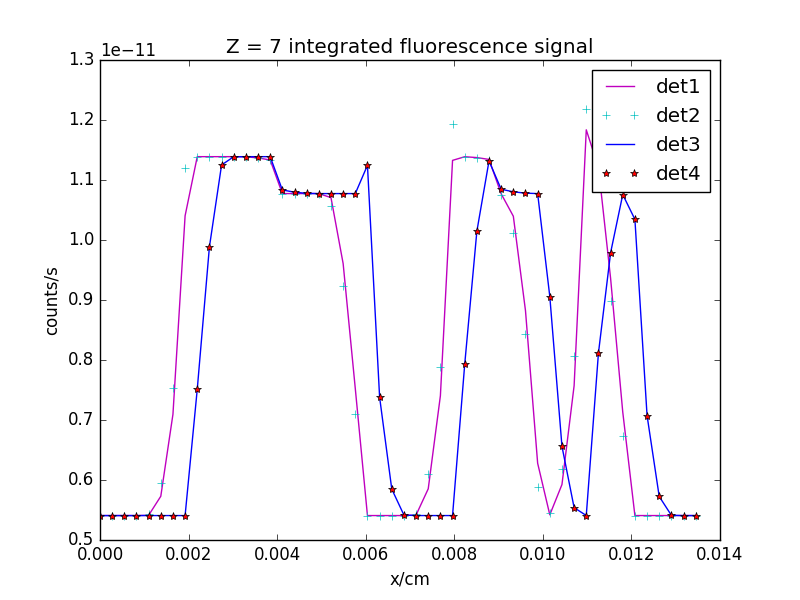 Z = 7 integrated fluorescence signal
1e−11
1.3
1.2
1.1
1.0
0.9
0.8
0.7
0.6
0.5
counts/s
det1
det2
det3
det4
0.000 0.002 0.004 0.006 0.008 0.010 0.012 0.014
x/cm